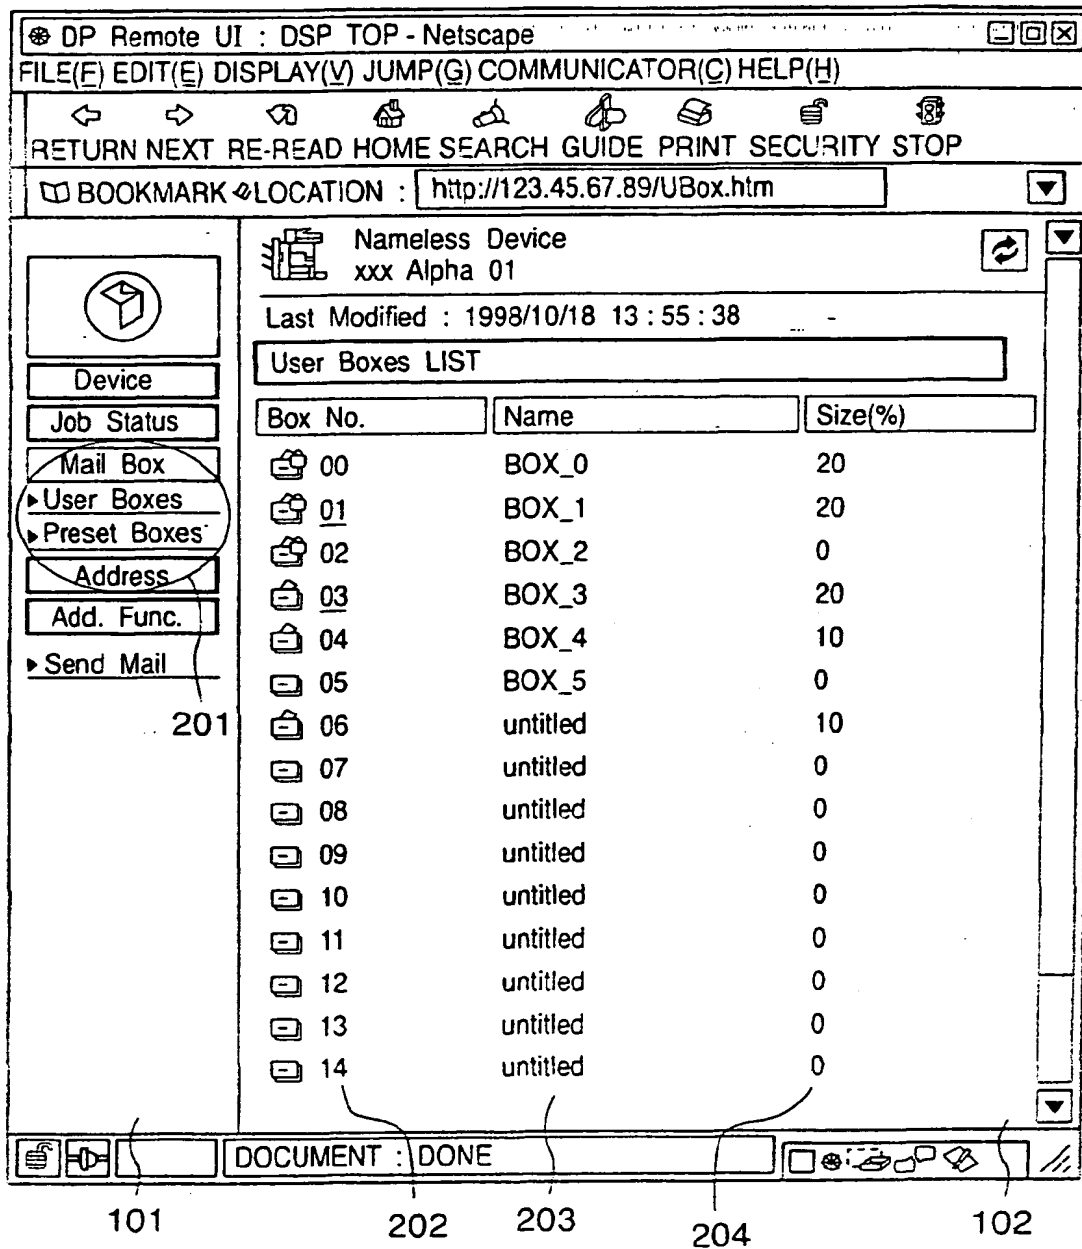 DP Remote UI : DSP TOP - Netscape
FILE(F) EDIT(E) DISPLAY(V) JUMP(G) COMMUNICATOR(C) HELP(H)
RETURN NEXT RE-READ HOME SEARCH GUIDE PRINT SECURITY STOP
BOOKMARK LOCATION : http://123.45.67.89/UBox.htm
Nameless Device
xxx Alpha 01
Last Modified : 1998/10/18 13 : 55 : 38
User Boxes LIST
Device
Job Status
Mail Box
User Boxes
Preset Boxes
Address
Add. Func.
Send Mail
201
Box No. Name Size(%)
00 BOX_0 20
01 BOX_1 20
02 BOX_2 0
03 BOX_3 20
04 BOX_4 10
05 BOX_5 0
06 untitled 10
07 untitled 0
08 untitled 0
09 untitled 0
10 untitled 0
11 untitled 0
12 untitled 0
13 untitled 0
14 untitled 0
DOCUMENT : DONE
101 202 203 204 102